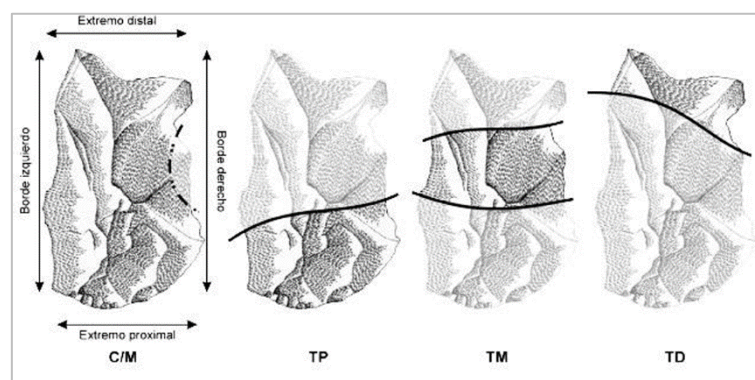 Extremo distal
Borde izquierdo
Borde derecho
Extremo proximal
C/M
TP
TM
TD